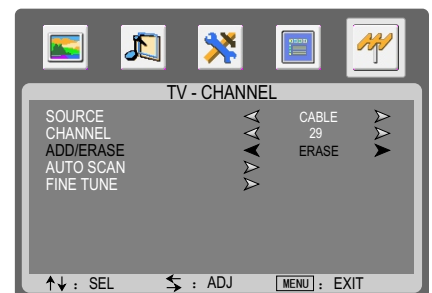 TV - CHANNEL
SOURCE CABLE
CHANNEL 29
ADD/ERASE ERASE
AUTO SCAN
FINE TUNE
: SEL : ADJ MENU : EXIT